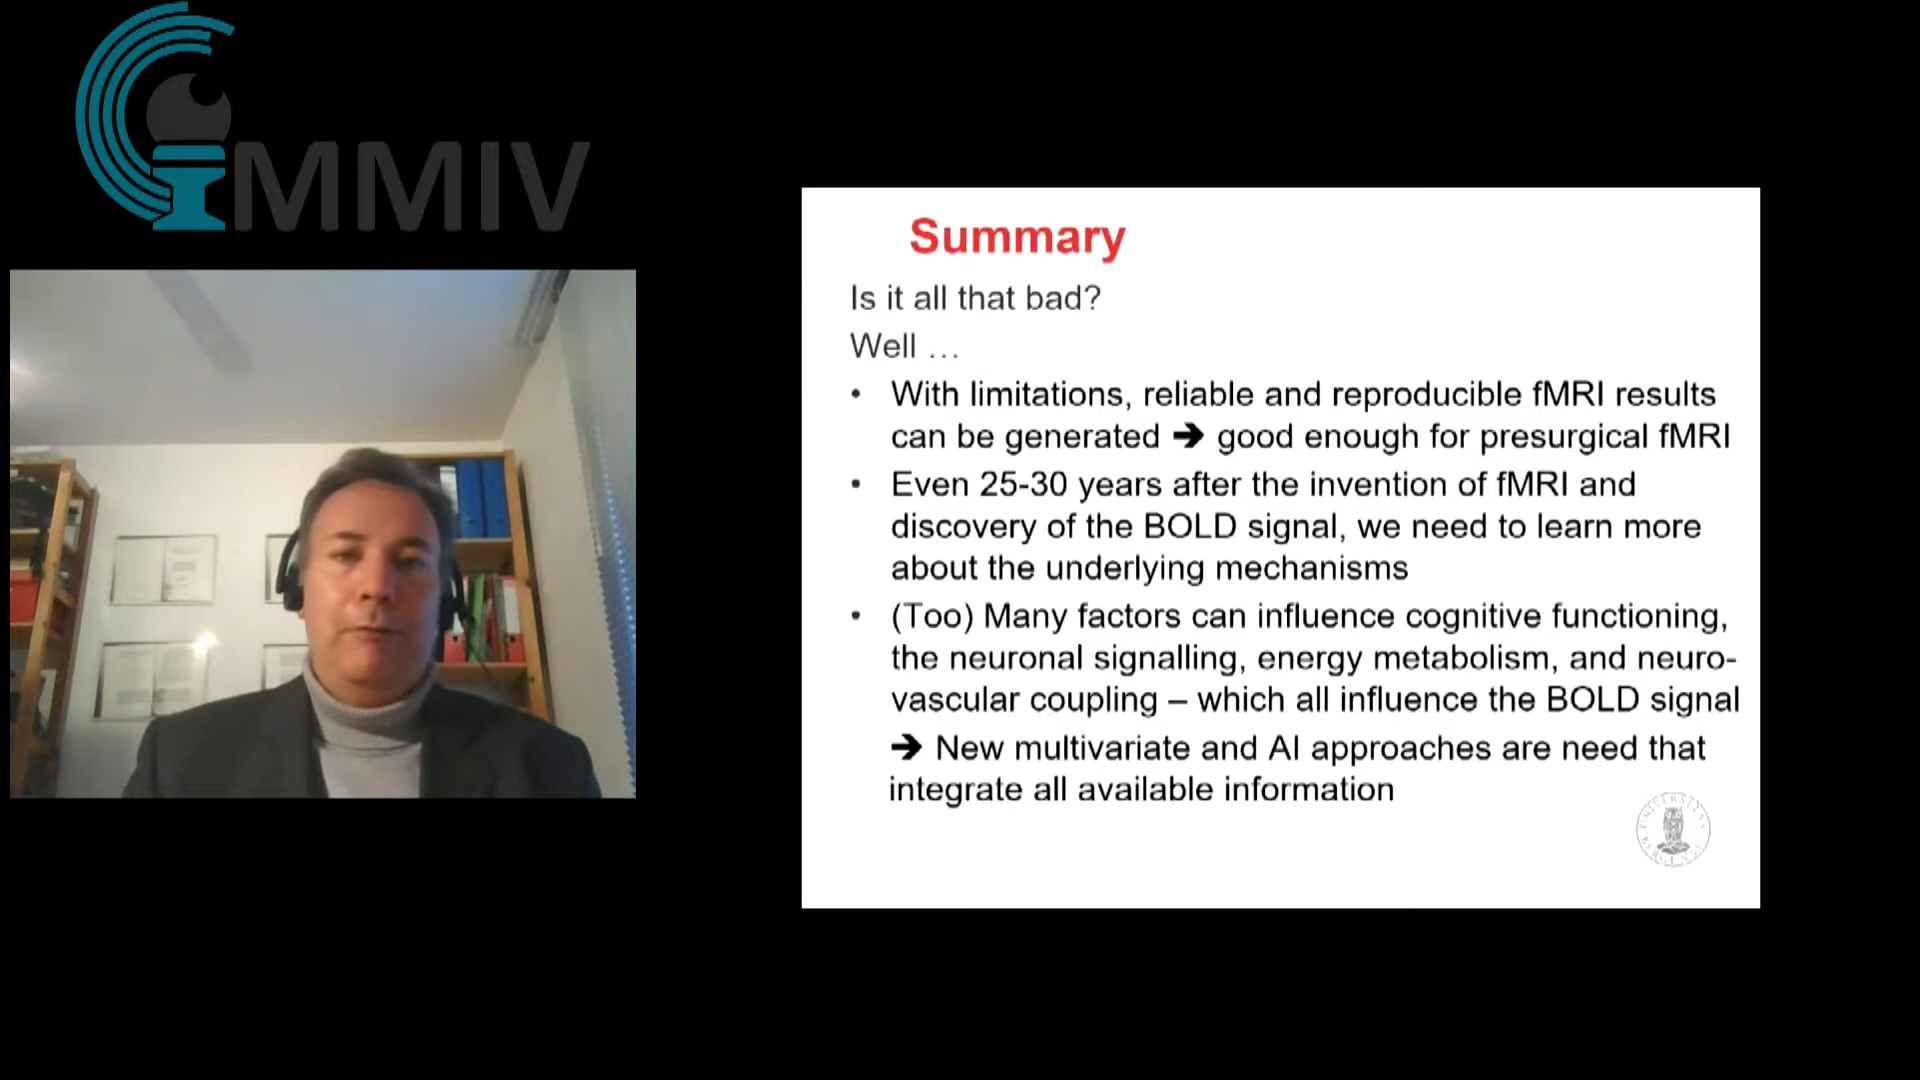 MMIV
Summary
Is it all that bad?
Well …
• With limitations, reliable and reproducible fMRI results
can be generated ➔ good enough for presurgical fMRI
• Even 25-30 years after the invention of fMRI and
discovery of the BOLD signal, we need to learn more
about the underlying mechanisms
• (Too) Many factors can influence cognitive functioning,
the neuronal signalling, energy metabolism, and neuro-
vascular coupling – which all influence the BOLD signal
➔ New multivariate and AI approaches are need that
integrate all available information